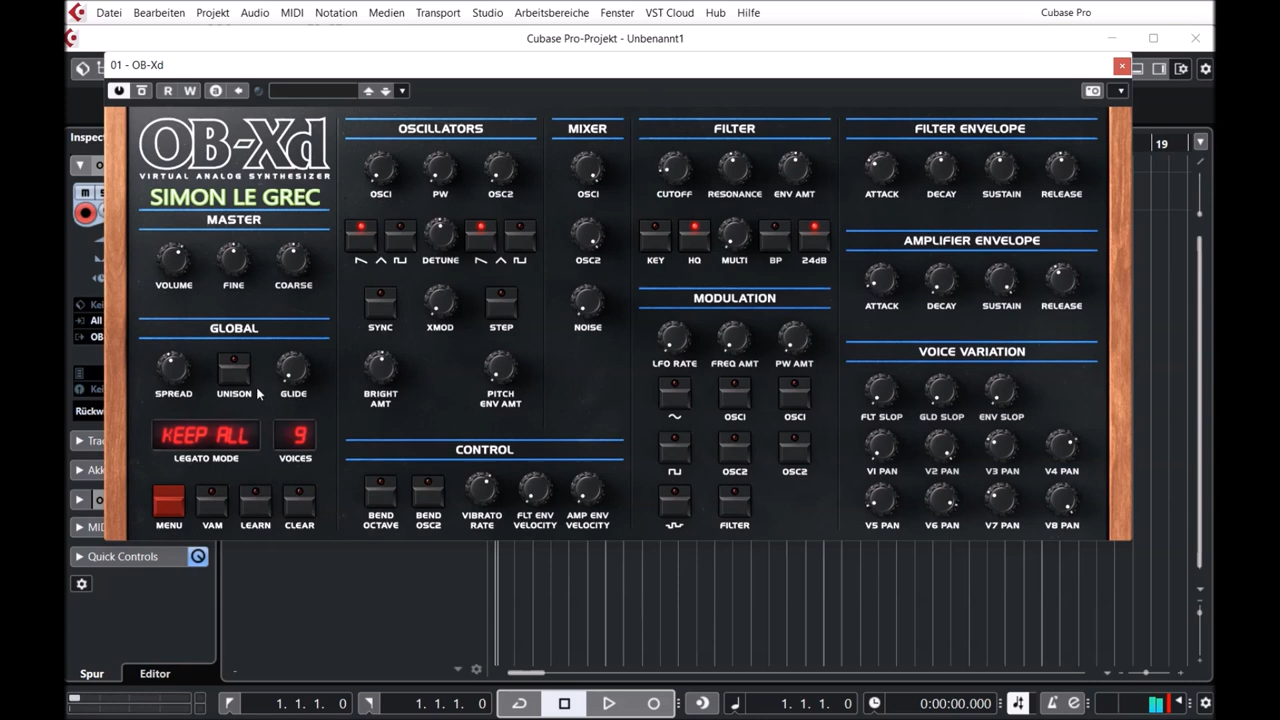 Datei Bearbeiten Projekt Audio MIDI Notation Medien Transport Studio Arbeitsbereiche Fenster VST Cloud Hub Hilfe Cubase Pro
Cubase Pro-Projekt - Unbenannt1
01 - OB-Xd
R W
Inspect
19
OB-Xd
VIRTUAL ANALOG SYNTHESIZER
SIMON LE GREC
MASTER
VOLUME FINE COARSE
GLOBAL
SPREAD UNISON GLIDE
KEEP ALL 9
LEGATO MODE VOICES
MENU VAM LEARN CLEAR
OSCILLATORS
OSC1 PW OSC2
DETUNE
SYNC XMOD STEP
BRIGHT AMT PITCH ENV AMT
CONTROL
BEND OCTAVE BEND OSC2 VIBRATO RATE FLT ENV VELOCITY AMP ENV VELOCITY
MIXER
OSC1
OSC2
NOISE
FILTER
CUTOFF RESONANCE ENV AMT
KEY HQ MULTI BP 24dB
MODULATION
LFO RATE FREQ AMT PW AMT
OSC1 OSC1
OSC2 OSC2
FILTER
FILTER ENVELOPE
ATTACK DECAY SUSTAIN RELEASE
AMPLIFIER ENVELOPE
ATTACK DECAY SUSTAIN RELEASE
VOICE VARIATION
FLT SLOP GLD SLOP ENV SLOP
V1 PAN V2 PAN V3 PAN V4 PAN
V5 PAN V6 PAN V7 PAN V8 PAN
m
Kei
All
OB-
Kein
Rückw
Trac
Akk
MID
Quick Controls
Spur Editor
1. 1. 1. 0 1. 1. 1. 0 1. 1. 1. 0 0:00:00.000